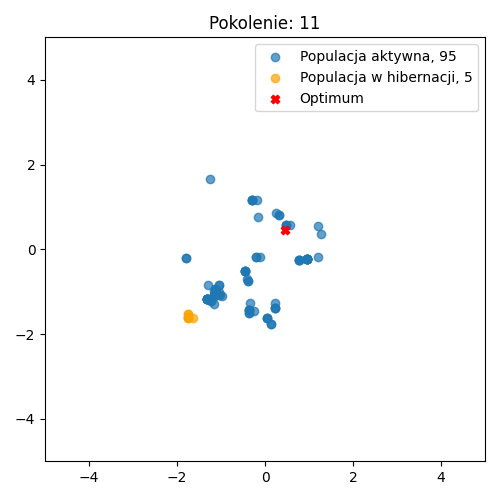 Pokolenie: 11
Populacja aktywna, 95
Populacja w hibernacji, 5
Optimum
4
2
0
−2
−4
−4 −2 0 2 4